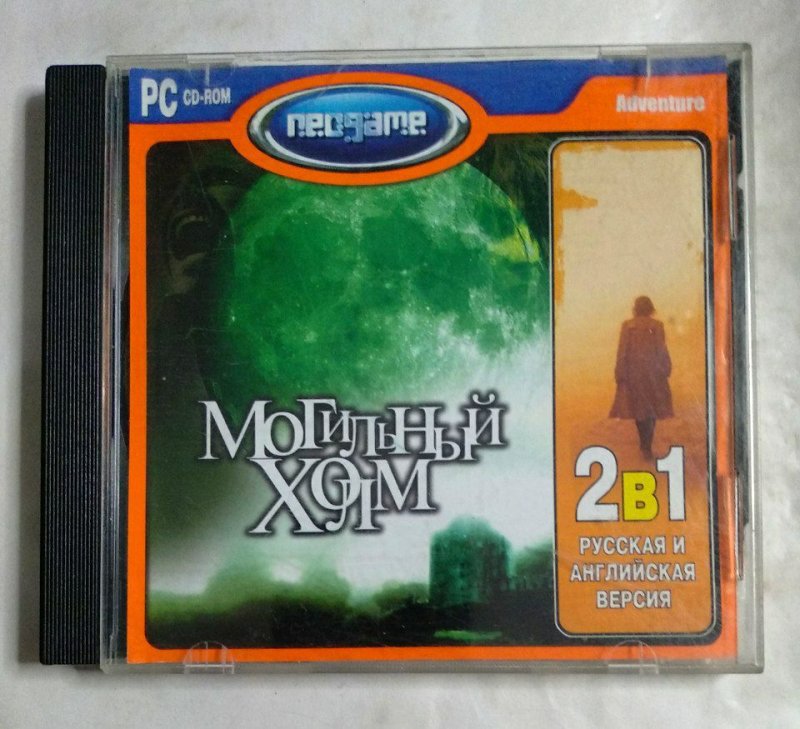 PC CD-ROM
neogame
Adventure
Могильный
холм
2в1
РУССКАЯ И
АНГЛИЙСКАЯ
ВЕРСИЯ